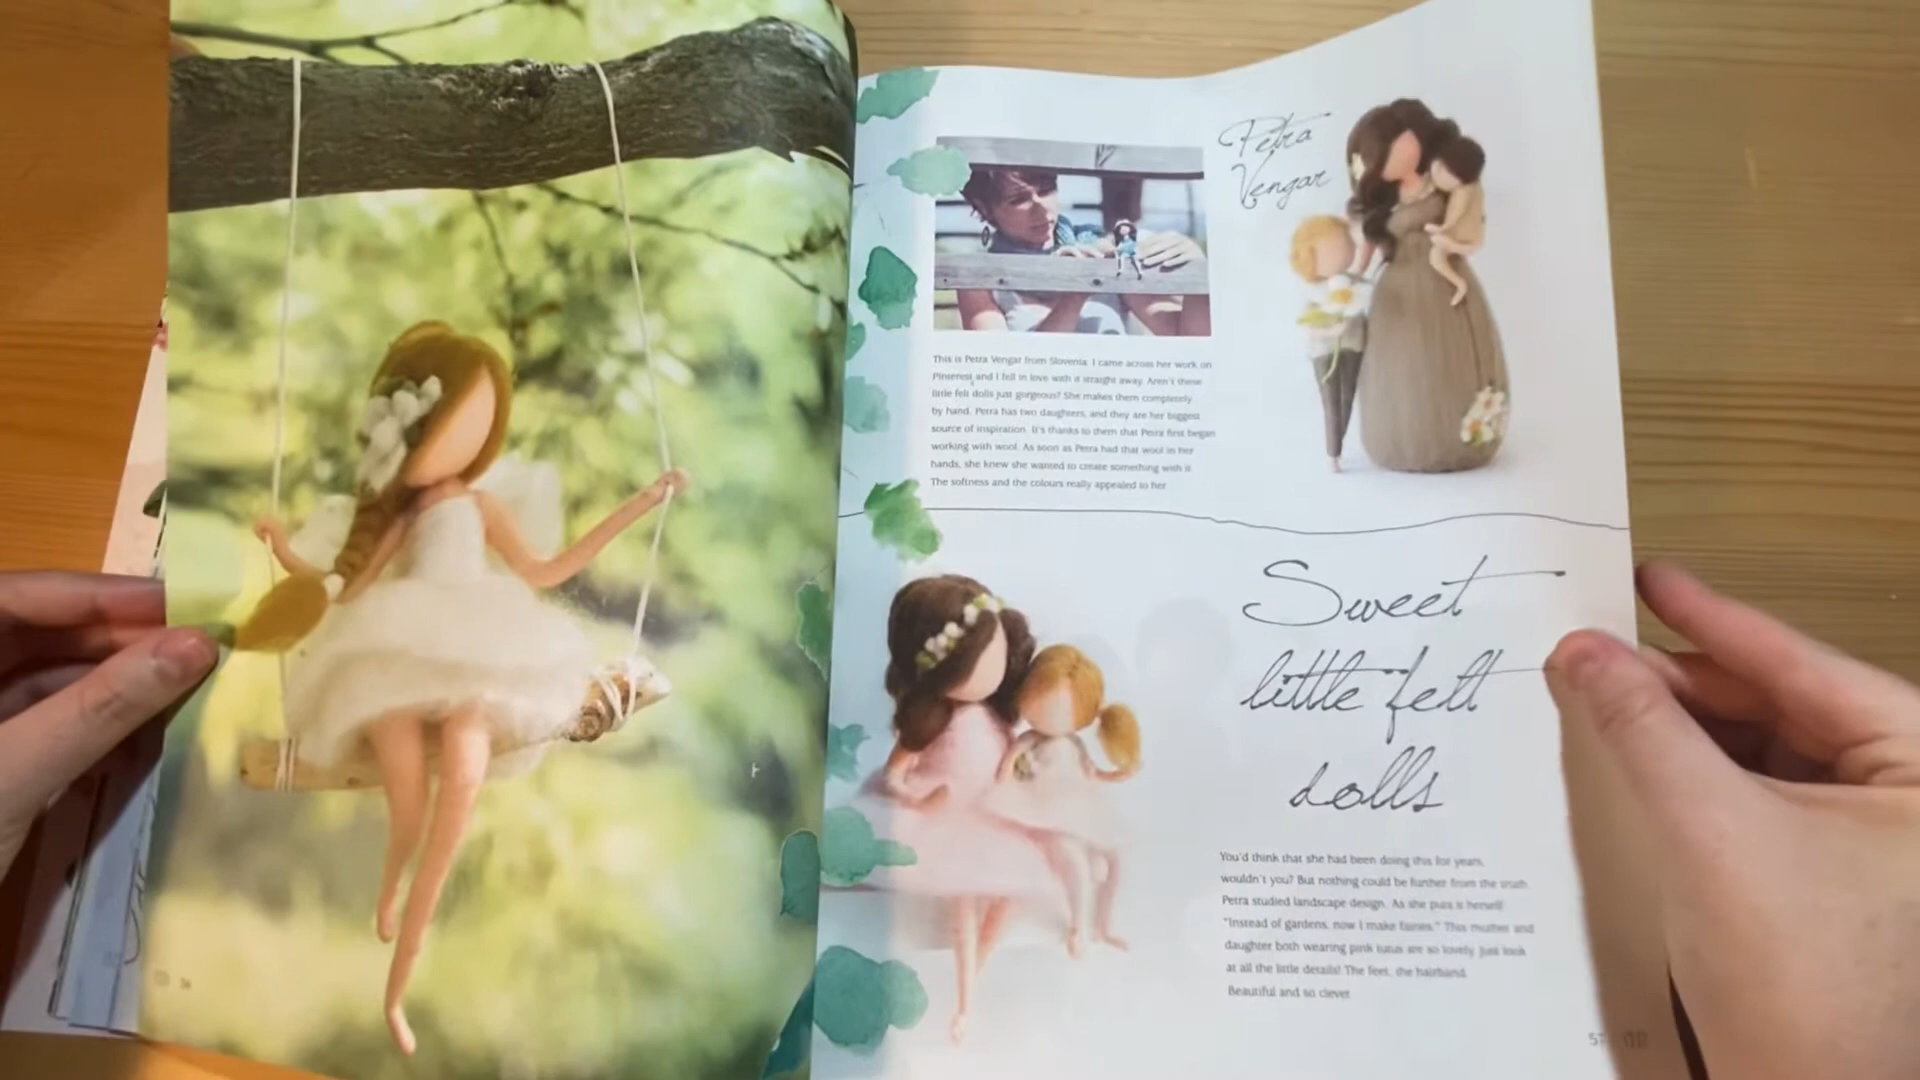 Petra
Vengar
This is Petra Vengar from Slovenia. I came across her work on
Pinterest and I fell in love with it straight away. Aren't these
little felt dolls just gorgeous? She makes them completely
by hand. Petra has two daughters, and they are her biggest
source of inspiration. It's thanks to them that Petra first began
working with wool. As soon as Petra had that wool in her
hands, she knew she wanted to create something with it.
The softness and the colours really appealed to her.
Sweet
little felt
dolls
You'd think that she had been doing this for years,
wouldn't you? But nothing could be further from the truth.
Petra studied landscape design. As she puts it herself:
"Instead of gardens, now I make fairies." This mother and
daughter both wearing pink tutus are so lovely. Just look
at all the little details! The feet, the hairband.
Beautiful and so clever.